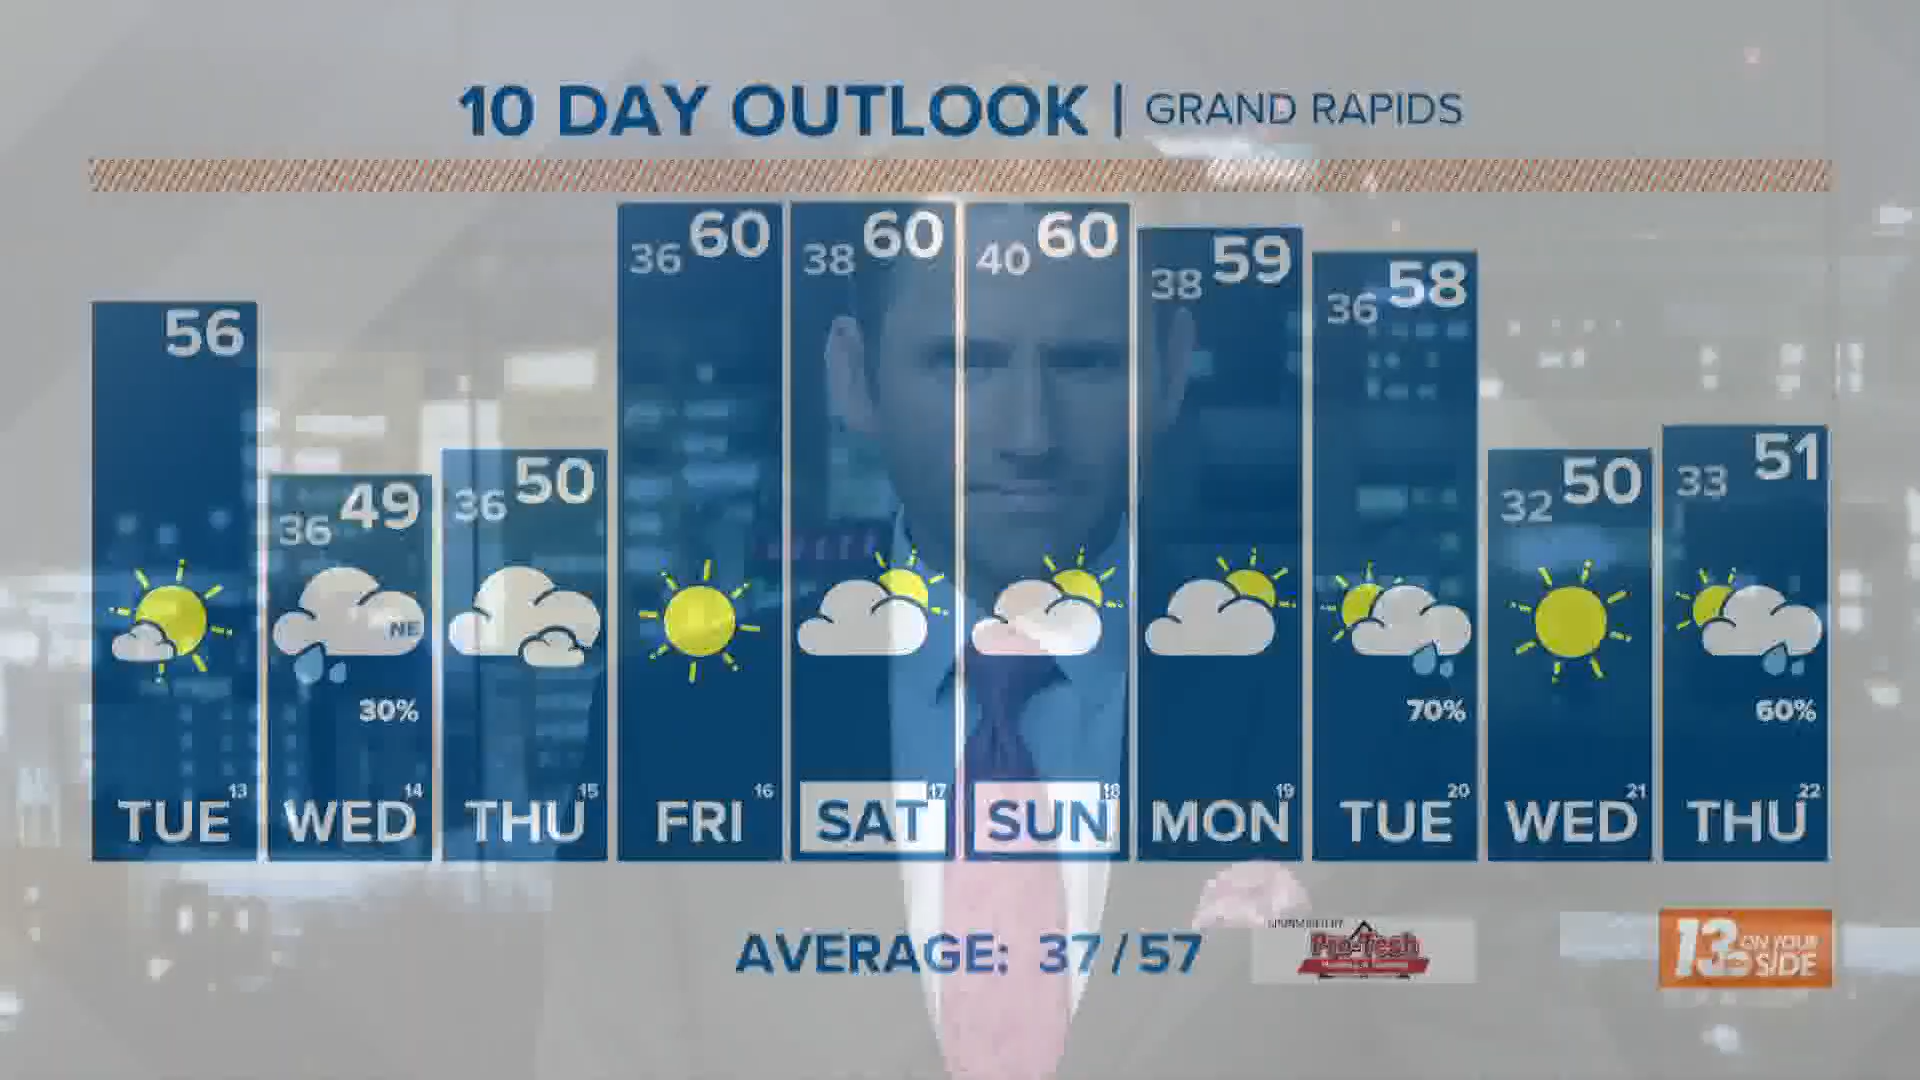 10 DAY OUTLOOK | GRAND RAPIDS
56
TUE 13
36 49
NE
30%
WED 14
36 50
THU 15
36 60
FRI 16
38 60
SAT 17
40 60
SUN 18
38 59
MON 19
36 58
70%
TUE 20
32 50
WED 21
33 51
60%
THU 22
AVERAGE: 37/57
SPONSORED BY
Pro-Tech
13 ON YOUR SIDE